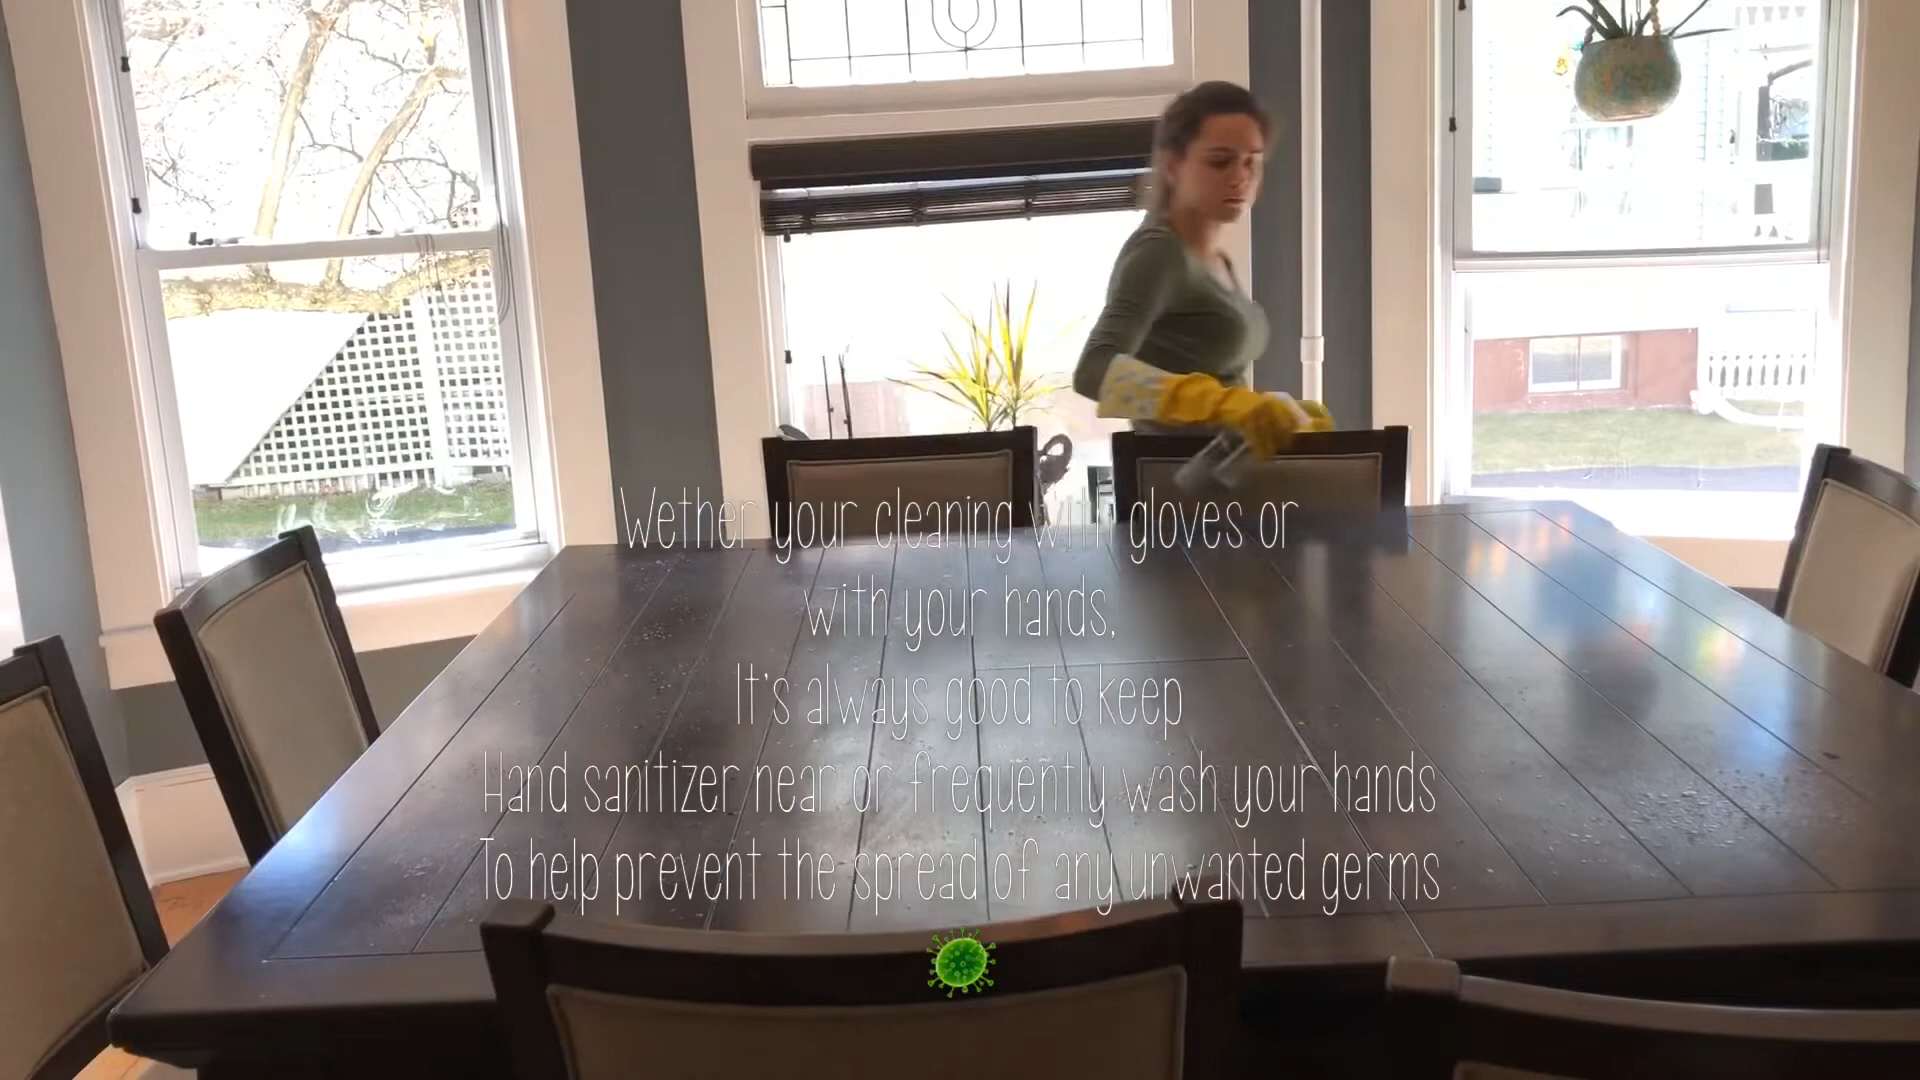 Wether your cleaning with gloves or
with your hands,
It's always good to keep
Hand sanitizer near or frequently wash your hands
To help prevent the spread of any unwanted germs